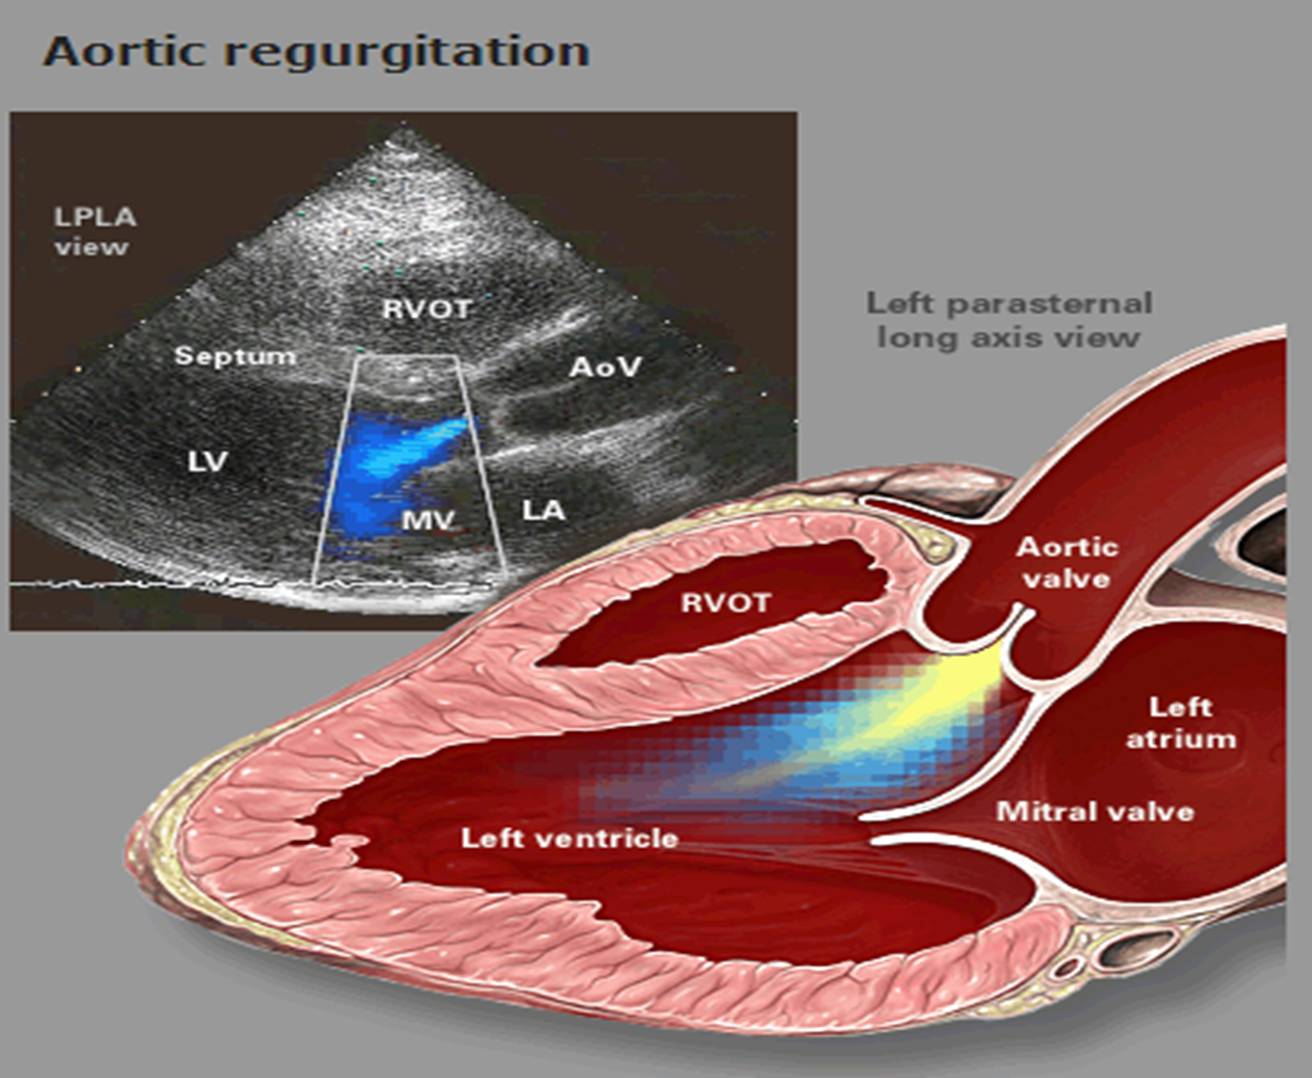 Aortic regurgitation
LPLA
view
RVOT
Septum
AoV
LV
MV
LA
Left parasternal
long axis view
Aortic
valve
RVOT
Left
atrium
Mitral valve
Left ventricle